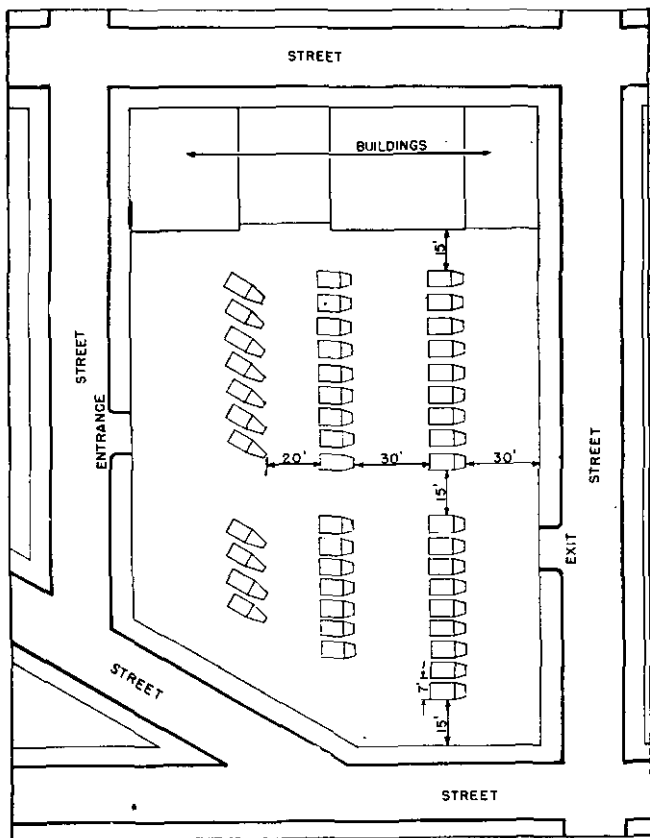 STREET
BUILDINGS
15'
STREET
ENTRANCE
20'
30'
30'
15'
STREET
EXIT
STREET
7'
15'
STREET